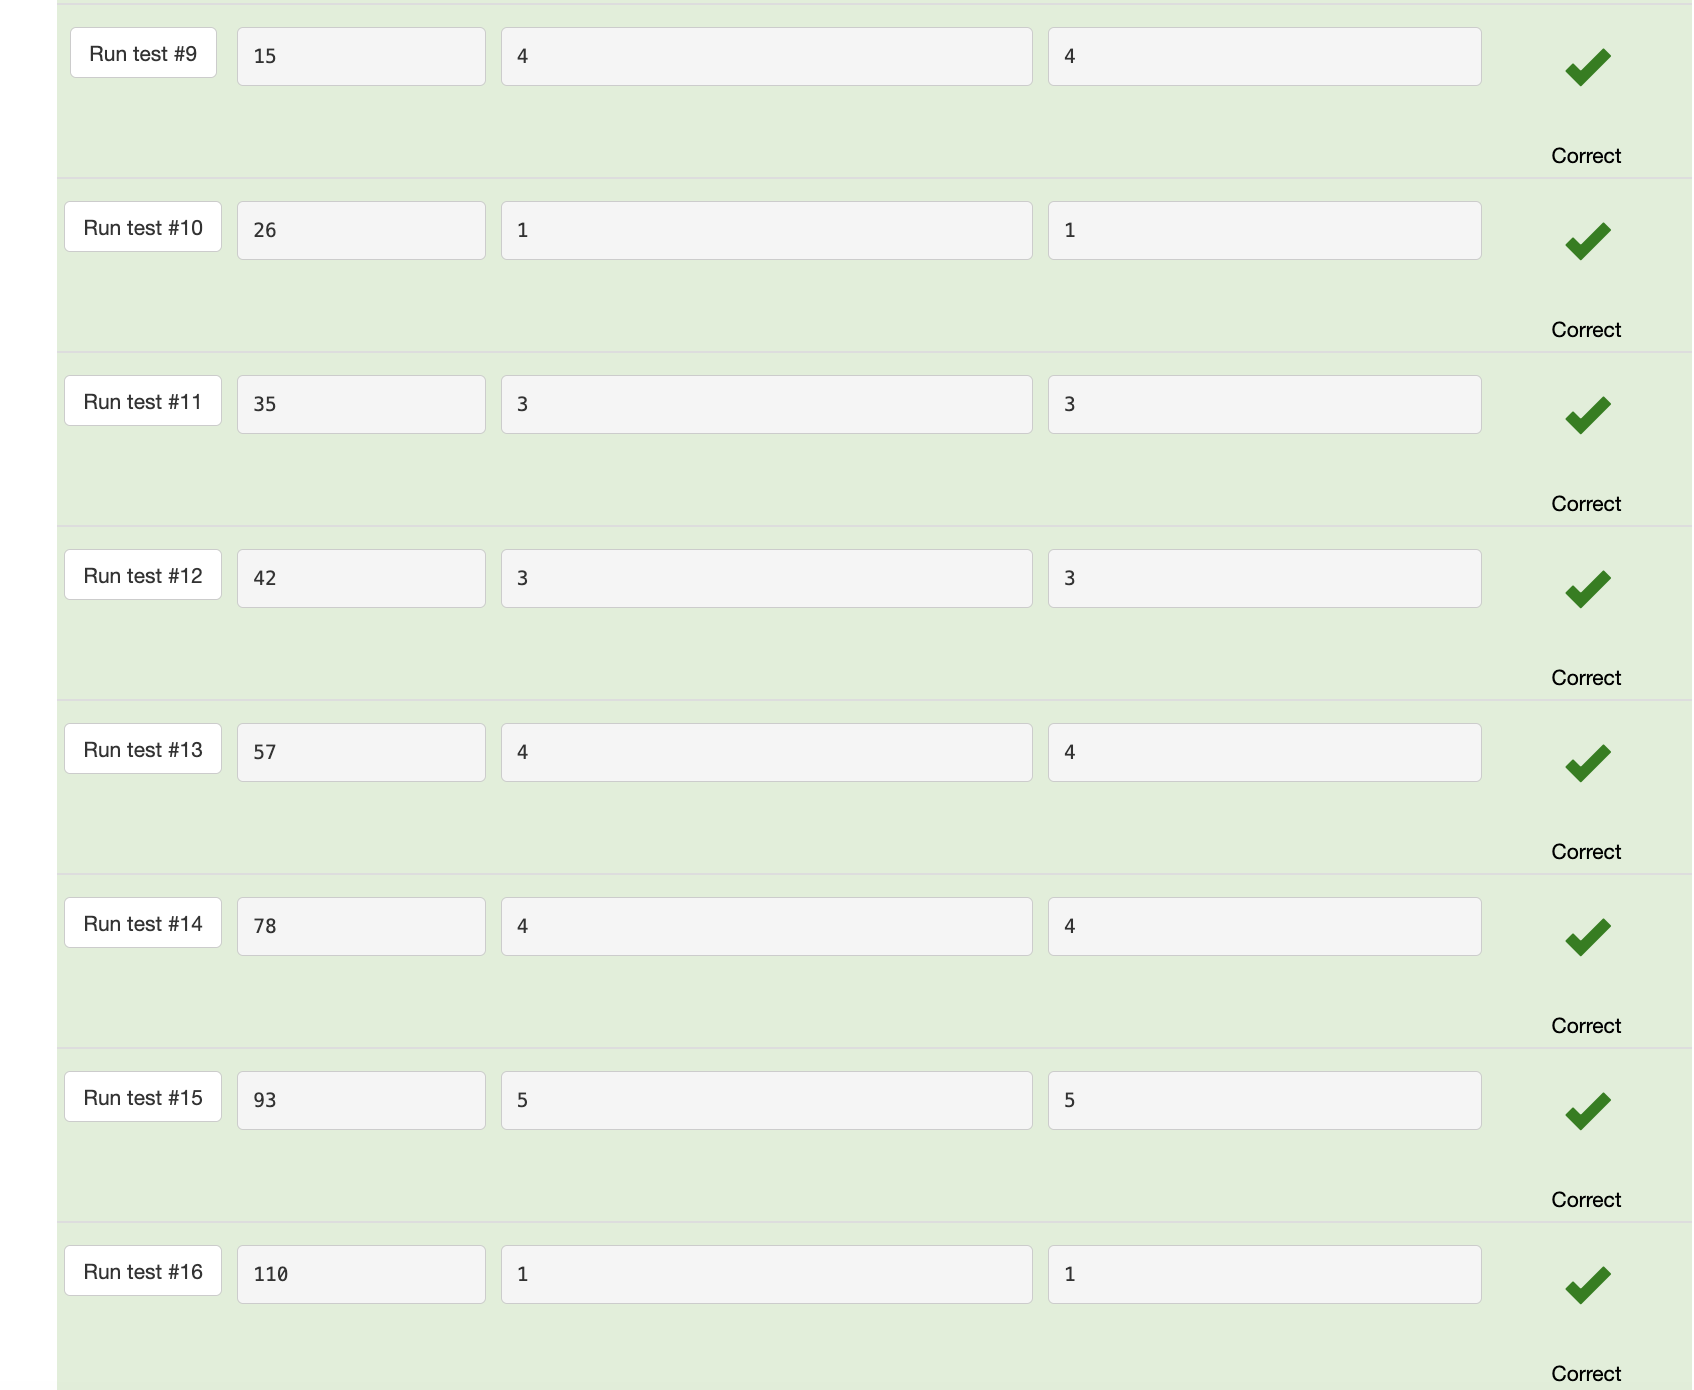 Run test #9 15 4 4
Correct
Run test #10 26 1 1
Correct
Run test #11 35 3 3
Correct
Run test #12 42 3 3
Correct
Run test #13 57 4 4
Correct
Run test #14 78 4 4
Correct
Run test #15 93 5 5
Correct
Run test #16 110 1 1
Correct